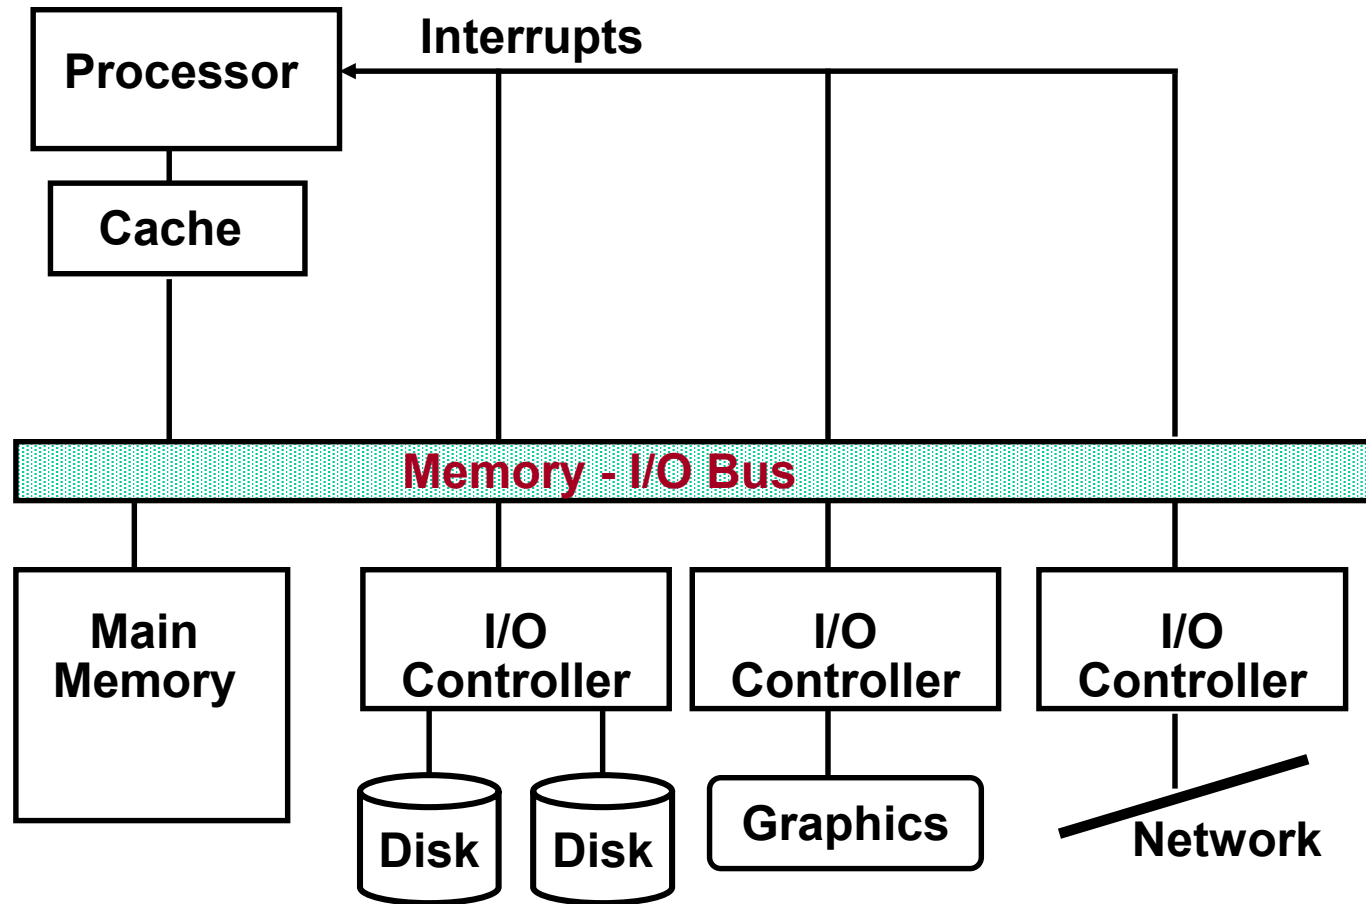 Interrupts
Processor
Cache
Memory - I/O Bus
Main
Memory
I/O
Controller
I/O
Controller
I/O
Controller
Disk
Disk
Graphics
Network